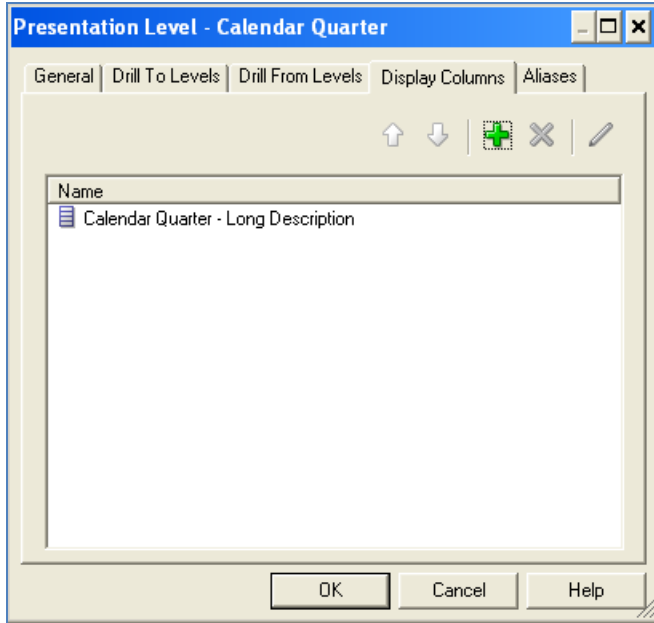 Presentation Level - Calendar Quarter
General Drill To Levels Drill From Levels Display Columns Aliases
Name
Calendar Quarter - Long Description
OK Cancel Help